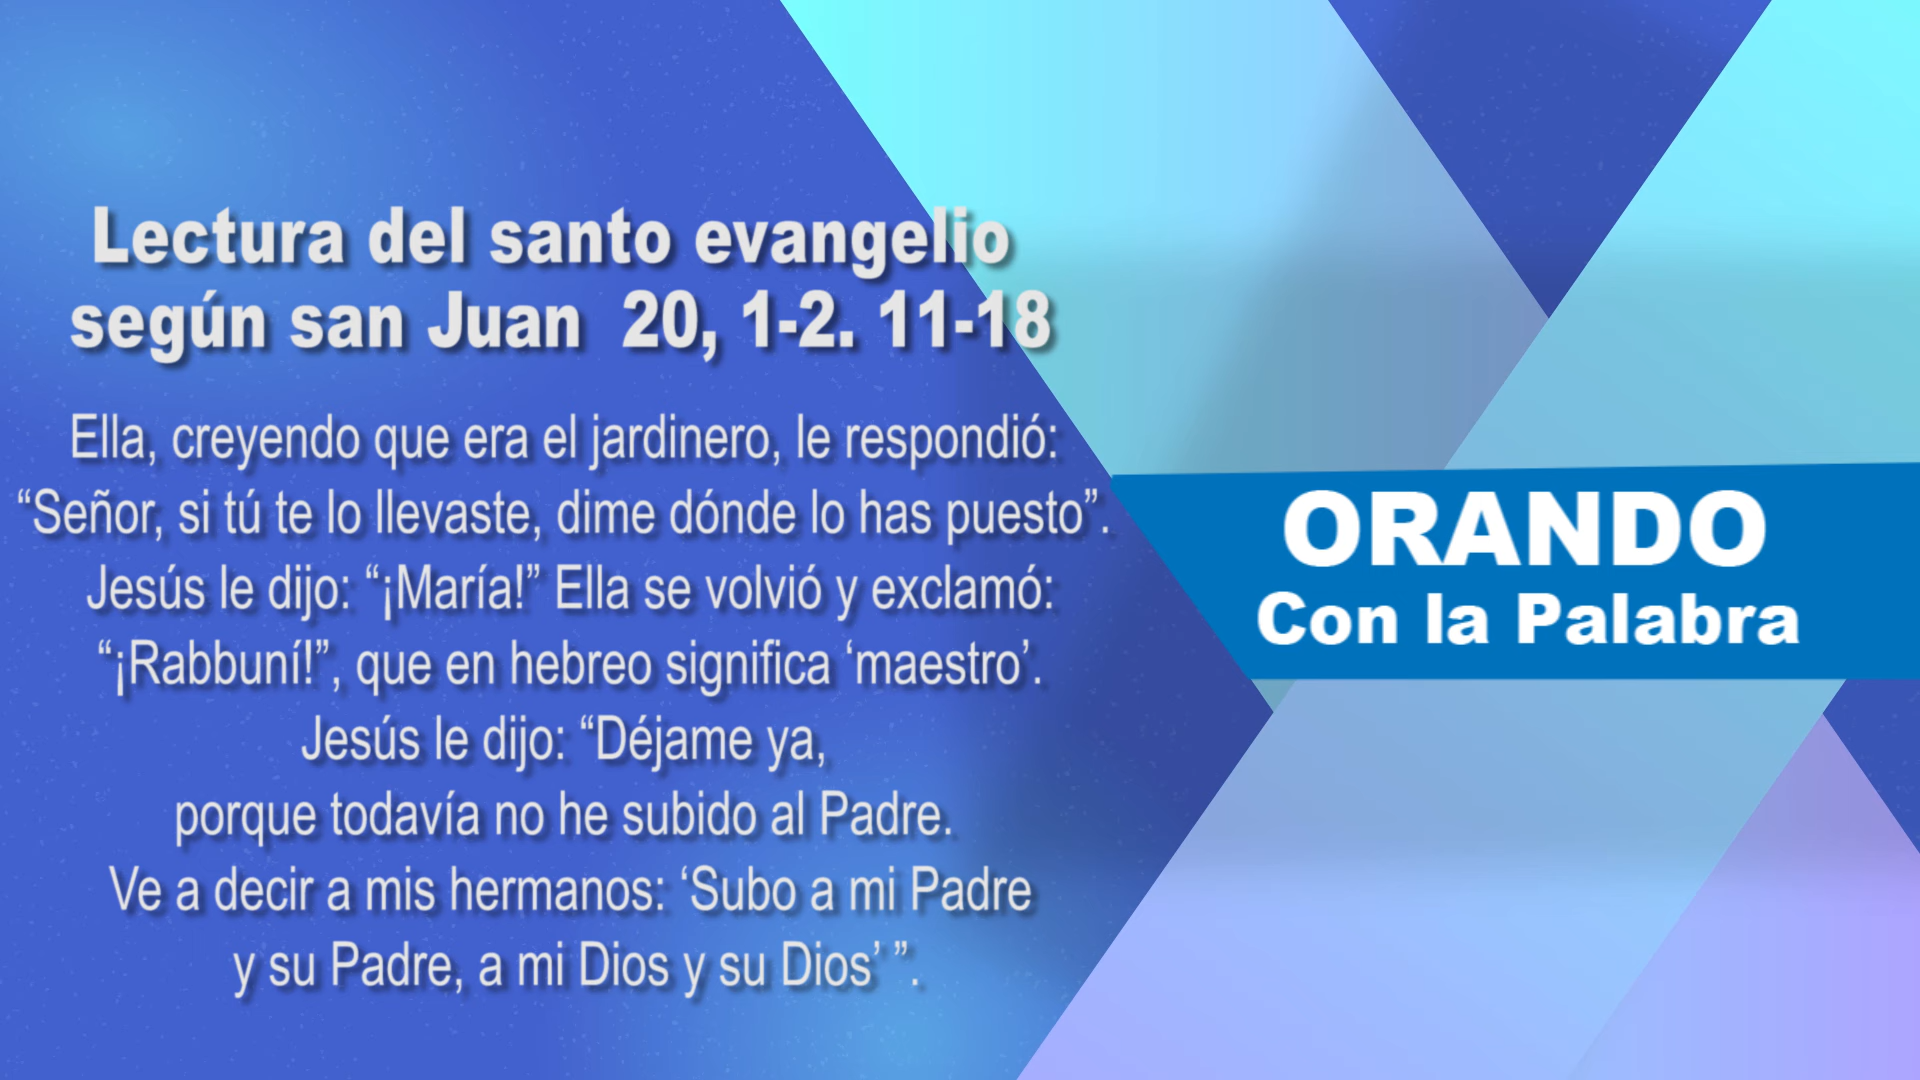 Lectura del santo evangelio
según san Juan  20, 1-2. 11-18
Ella, creyendo que era el jardinero, le respondió:
“Señor, si tú te lo llevaste, dime dónde lo has puesto”.
Jesús le dijo: “¡María!” Ella se volvió y exclamó:
“¡Rabbuní!”, que en hebreo significa ‘maestro’.
Jesús le dijo: “Déjame ya,
porque todavía no he subido al Padre.
Ve a decir a mis hermanos: ‘Subo a mi Padre
y su Padre, a mi Dios y su Dios’ ”.
ORANDO
Con la Palabra